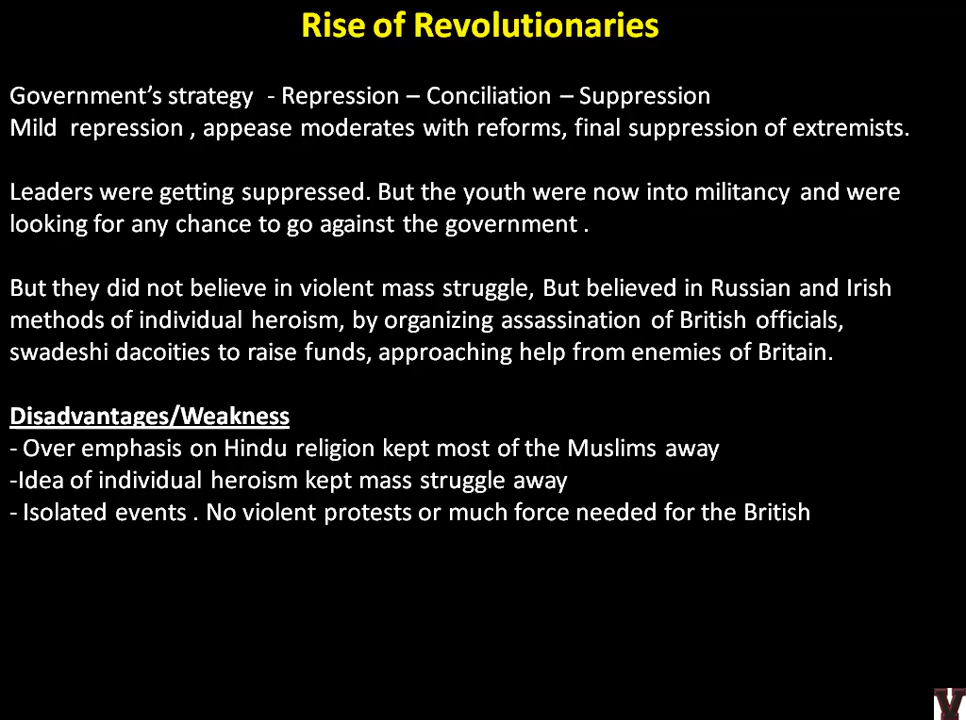 Rise of Revolutionaries
Government’s strategy - Repression – Conciliation – Suppression
Mild repression , appease moderates with reforms, final suppression of extremists.
Leaders were getting suppressed. But the youth were now into militancy and were
looking for any chance to go against the government .
But they did not believe in violent mass struggle, But believed in Russian and Irish
methods of individual heroism, by organizing assassination of British officials,
swadeshi dacoities to raise funds, approaching help from enemies of Britain.
Disadvantages/Weakness
- Over emphasis on Hindu religion kept most of the Muslims away
-Idea of individual heroism kept mass struggle away
- Isolated events . No violent protests or much force needed for the British
V